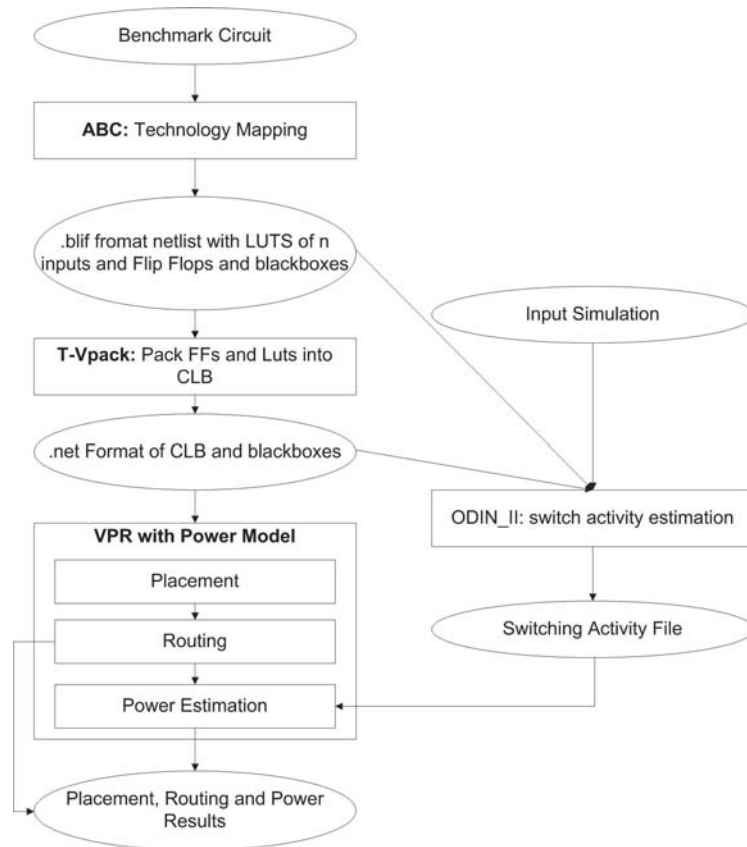 Benchmark Circuit
ABC: Technology Mapping
.blif fromat netlist with LUTS of n
inputs and Flip Flops and blackboxes
Input Simulation
T-Vpack: Pack FFs and Luts into
CLB
.net Format of CLB and blackboxes
ODIN_II: switch activity estimation
VPR with Power Model
Placement
Routing
Switching Activity File
Power Estimation
Placement, Routing and Power
Results